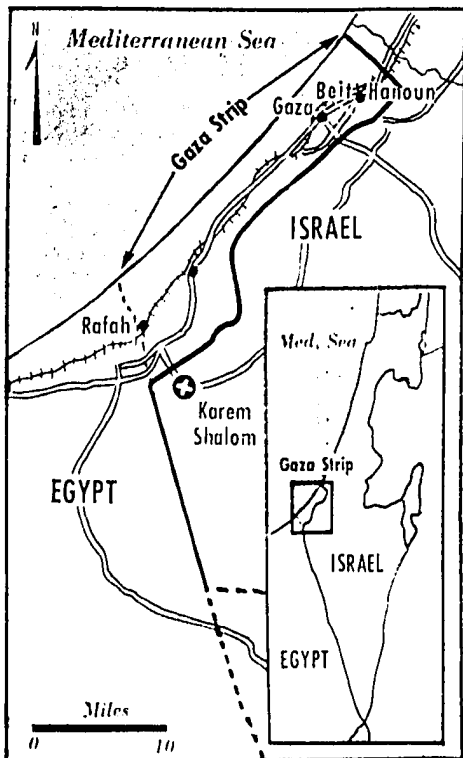 N
Mediterranean Sea
Gaza Strip
Beit Hanoun
Gaza
ISRAEL
Rafah
Karem
Shalom
EGYPT
Miles
0 10
Med. Sea
Gaza Strip
ISRAEL
EGYPT